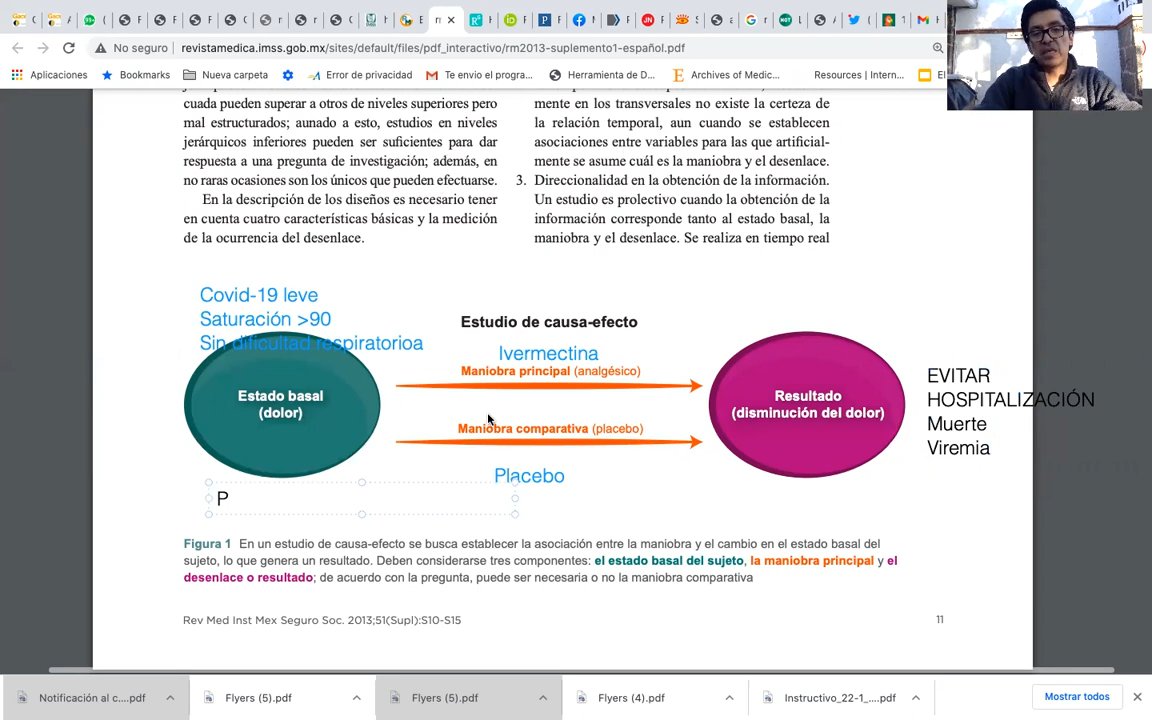 No seguro
revistamedica.imss.gob.mx/sites/default/files/pdf_interactivo/rm2013-suplemento1-español.pdf
Aplicaciones
Bookmarks
Nueva carpeta
Error de privacidad
Te envio el progra...
Herramienta de D...
Archives of Medic...
Resources | Intern...
cuada pueden superar a otros de niveles superiores pero
mal estructurados; aunado a esto, estudios en niveles
jerárquicos inferiores pueden ser suficientes para dar
respuesta a una pregunta de investigación; además, en
no raras ocasiones son los únicos que pueden efectuarse.
En la descripción de los diseños es necesario tener
en cuenta cuatro características básicas y la medición
de la ocurrencia del desenlace.
mente en los transversales no existe la certeza de
la relación temporal, aun cuando se establecen
asociaciones entre variables para las que artificial-
mente se asume cuál es la maniobra y el desenlace.
3. Direccionalidad en la obtención de la información.
Un estudio es prolectivo cuando la obtención de la
información corresponde tanto al estado basal, la
maniobra y el desenlace. Se realiza en tiempo real
Covid-19 leve
Saturación >90
Sin dificultad respiratorioa
Estado basal
(dolor)
P
Estudio de causa-efecto
Ivermectina
Maniobra principal (analgésico)
Maniobra comparativa (placebo)
Placebo
Resultado
(disminución del dolor)
EVITAR
HOSPITALIZACIÓN
Muerte
Viremia
Figura 1 En un estudio de causa-efecto se busca establecer la asociación entre la maniobra y el cambio en el estado basal del
sujeto, lo que genera un resultado. Deben considerarse tres componentes: el estado basal del sujeto, la maniobra principal y el
desenlace o resultado; de acuerdo con la pregunta, puede ser necesaria o no la maniobra comparativa
Rev Med Inst Mex Seguro Soc. 2013;51(Supl):S10-S15
11
Notificación al c....pdf
Flyers (5).pdf
Flyers (5).pdf
Flyers (4).pdf
Instructivo_22-1_....pdf
Mostrar todos